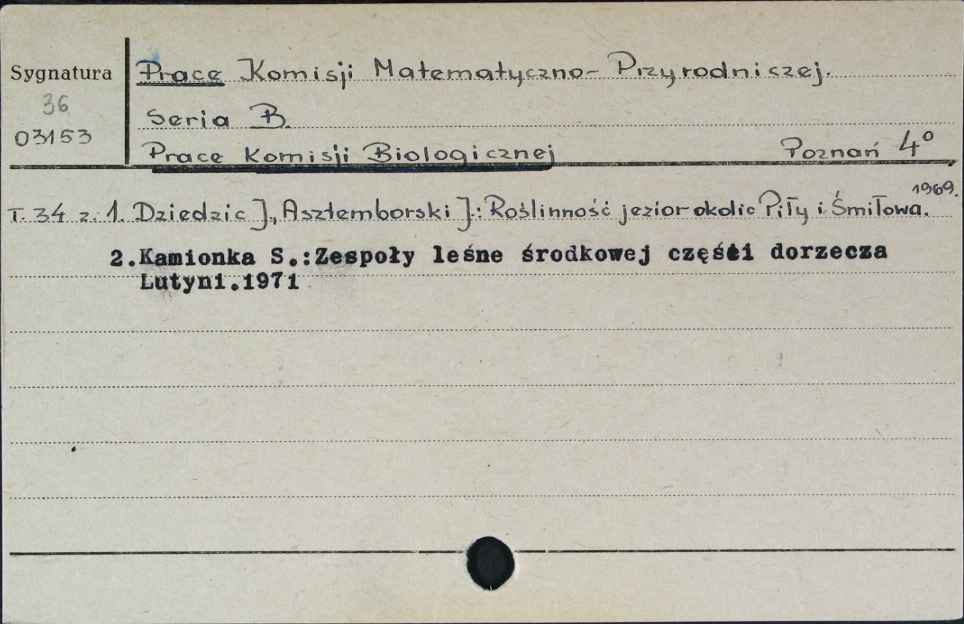 Sygnatura
36
03153
Prace Komisji Matematyczno-Przyrodniczej.
Seria B.
Prace Komisji Biologicznej Poznań 4°
T. 34 z. 1. Dziedzic J., Asztemborski J.: Roślinność jezior okolic Piły i Śmiłowa. 1969.
2. Kamionka S.: Zespoły leśne środkowej części dorzecza
Lutyni. 1971